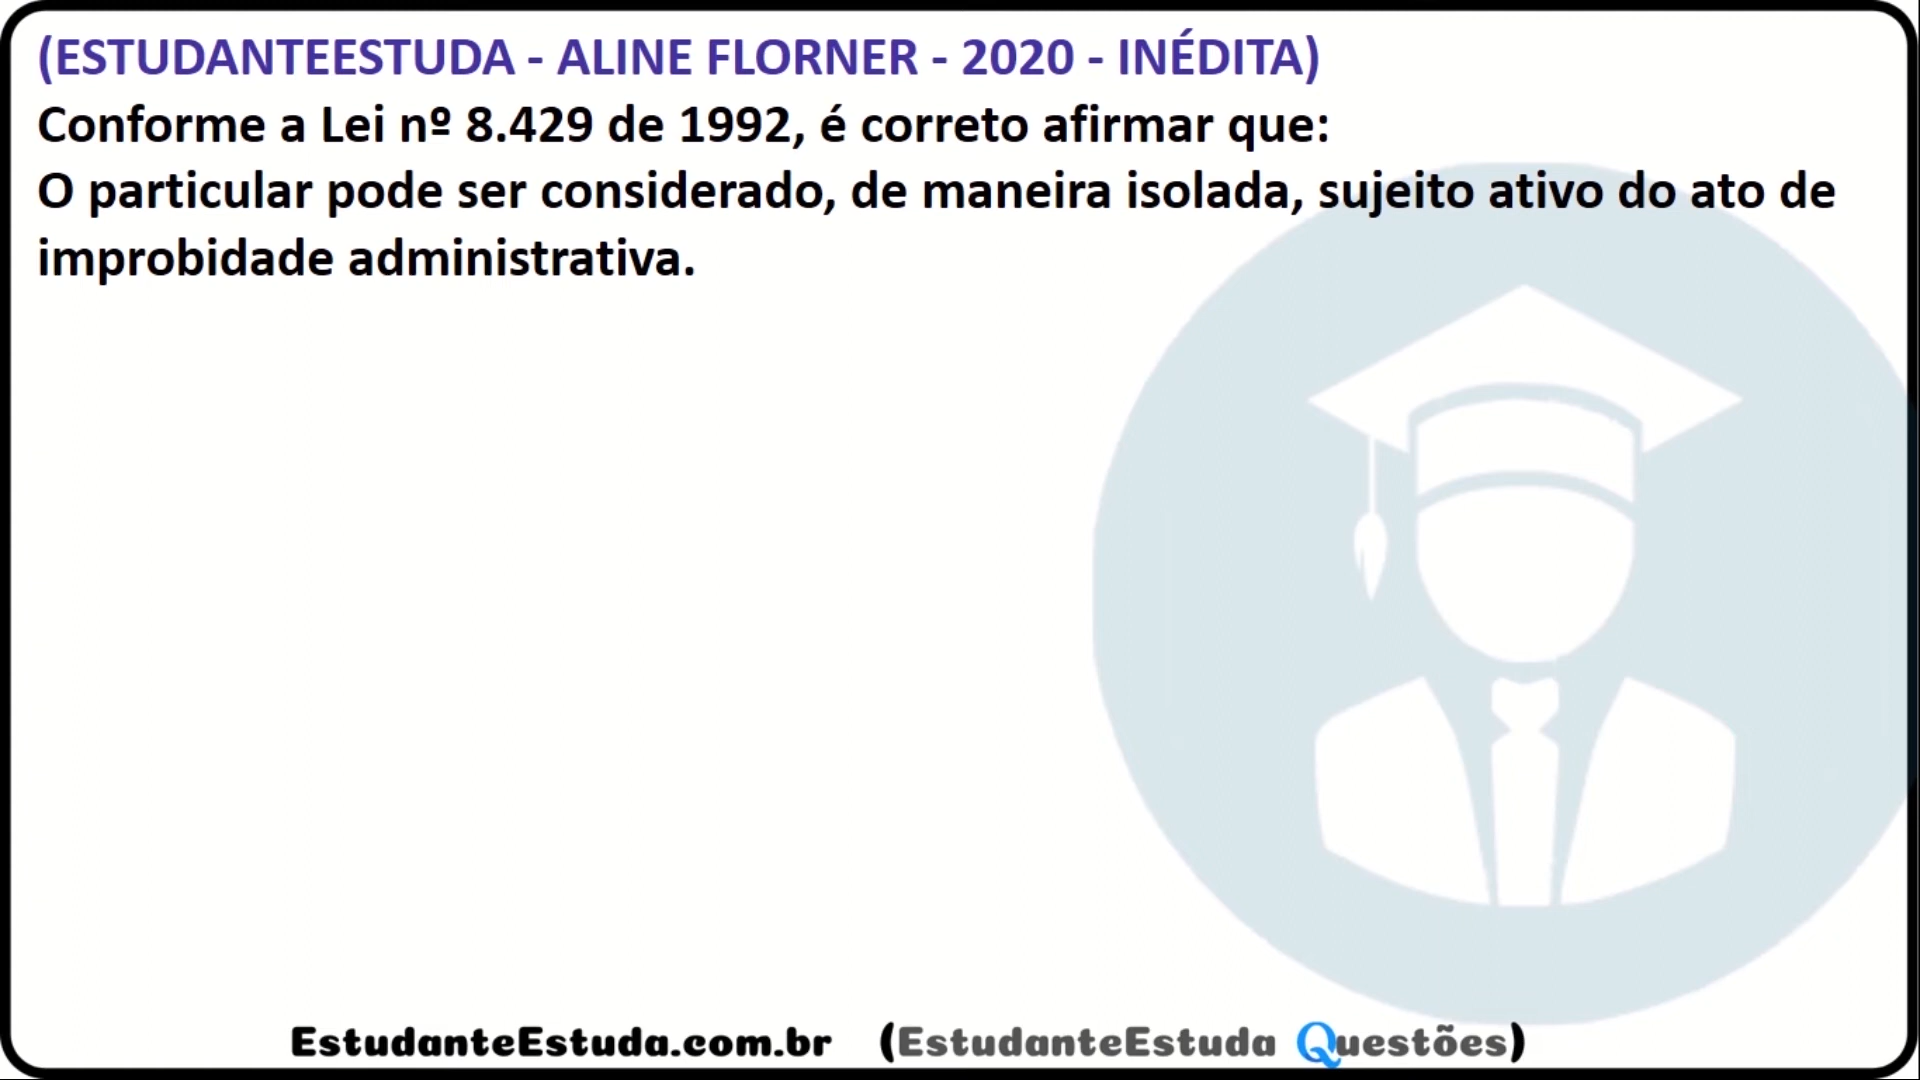 (ESTUDANTEESTUDA - ALINE FLORNER - 2020 - INÉDITA)
Conforme a Lei nº 8.429 de 1992, é correto afirmar que:
O particular pode ser considerado, de maneira isolada, sujeito ativo do ato de
improbidade administrativa.
EstudanteEstuda.com.br (EstudanteEstuda Questões)